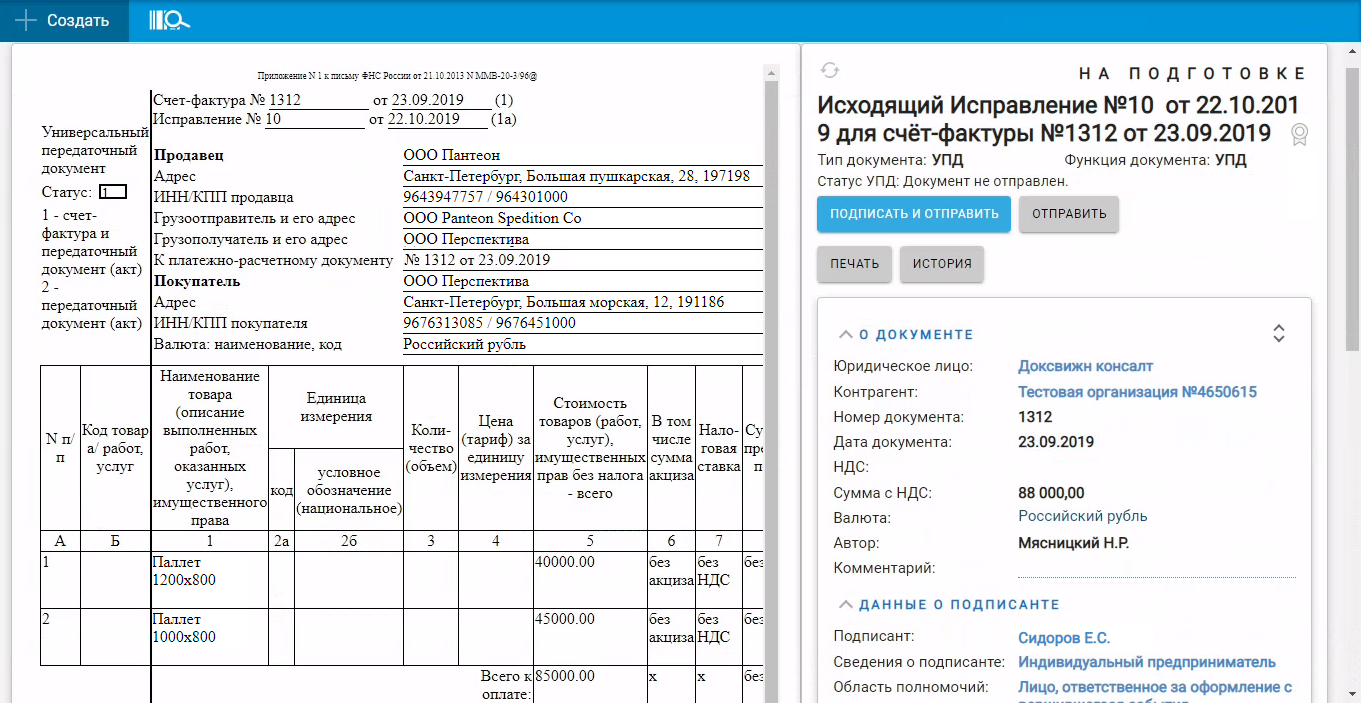 Создать
Приложение N 1 к письму ФНС России от 21.10.2013 N ММВ-20-3/96@
Счет-фактура № 1312 от 23.09.2019 (1)
Исправление № 10 от 22.10.2019 (1а)
Универсальный
передаточный
документ
Статус: 1
1 - счет-
фактура и
передаточный
документ (акт)
2 -
передаточный
документ (акт)
Продавец ООО Пантеон
Адрес Санкт-Петербург, Большая пушкарская, 28, 197198
ИНН/КПП продавца 9643947757 / 964301000
Грузоотправитель и его адрес ООО Panteon Spedition Co
Грузополучатель и его адрес ООО Перспектива
К платежно-расчетному документу № 1312 от 23.09.2019
Покупатель ООО Перспектива
Адрес Санкт-Петербург, Большая морская, 12, 191186
ИНН/КПП покупателя 9676313085 / 9676451000
Валюта: наименование, код Российский рубль
N п/
п
Код товар
а/ работ,
услуг
Наименование
товара
(описание
выполненных
работ,
оказанных
услуг),
имущественного
права
Единица
измерения
код
условное
обозначение
(национальное)
Коли-
чество
(объем)
Цена
(тариф) за
единицу
измерения
Стоимость
товаров (работ,
услуг),
имущественных
прав без налога
- всего
В том
числе
сумма
акциза
Нало-
говая
ставка
Су
пре
п
А Б 1 2а 2б 3 4 5 6 7
1 Паллет
1200х800
40000.00 без
акциза
без
НДС
без
2 Паллет
1000х800
45000.00 без
акциза
без
НДС
без
Всего к
оплате:
85000.00 х х без
НА ПОДГОТОВКЕ
Исходящий Исправление №10 от 22.10.201
9 для счёт-фактуры №1312 от 23.09.2019
Тип документа: УПД Функция документа: УПД
Статус УПД: Документ не отправлен.
ПОДПИСАТЬ И ОТПРАВИТЬ ОТПРАВИТЬ
ПЕЧАТЬ ИСТОРИЯ
О ДОКУМЕНТЕ
Юридическое лицо: Доксвижн консалт
Контрагент: Тестовая организация №4650615
Номер документа: 1312
Дата документа: 23.09.2019
НДС:
Сумма с НДС: 88 000,00
Валюта: Российский рубль
Автор: Мясницкий Н.Р.
Комментарий:
ДАННЫЕ О ПОДПИСАНТЕ
Подписант: Сидоров Е.С.
Сведения о подписанте: Индивидуальный предприниматель
Область полномочий: Лицо, ответственное за оформление с